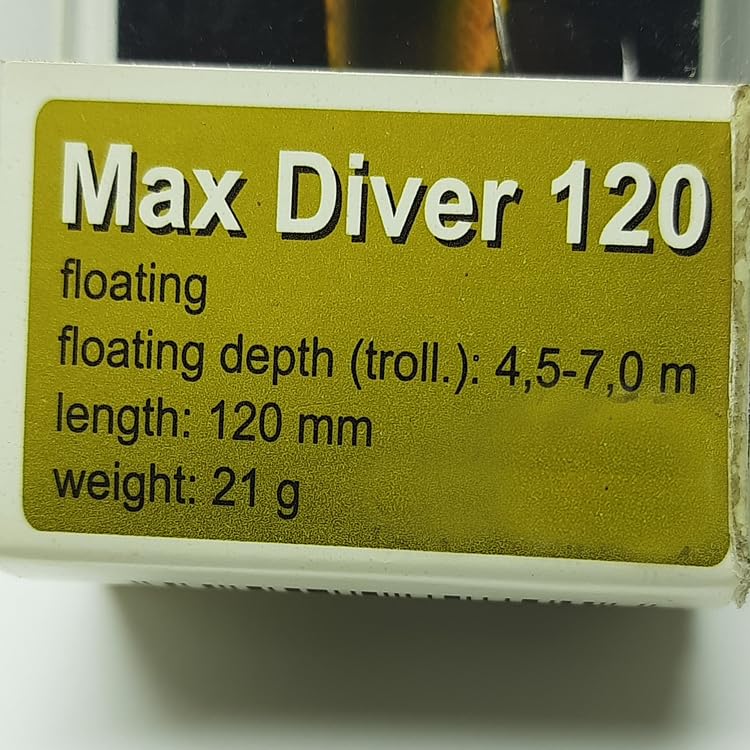 Max Diver 120
floating
floating depth (troll.): 4,5-7,0 m
length: 120 mm
weight: 21 g